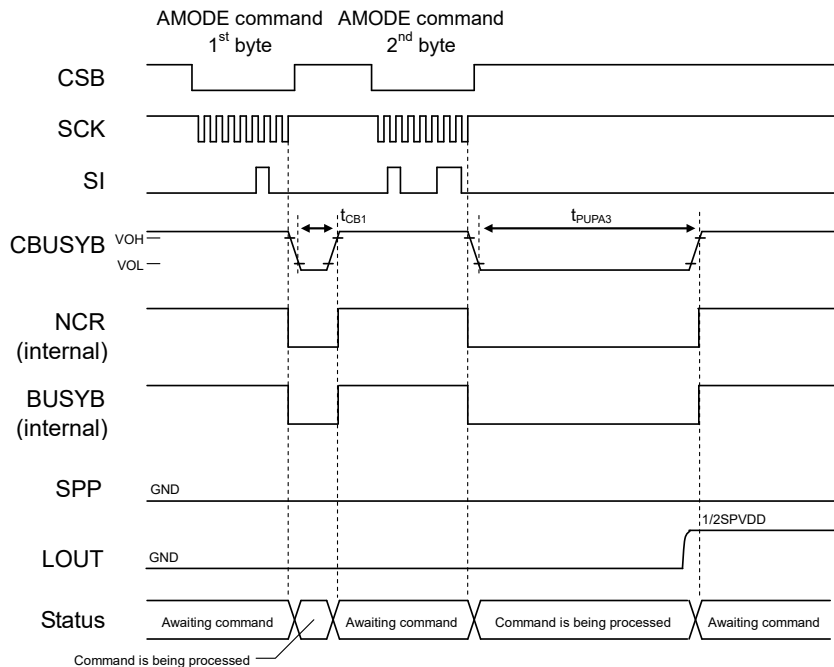 AMODE command
1st byte
AMODE command
2nd byte
CSB
SCK
SI
tCB1
tPUPA3
CBUSYB
VOH
VOL
NCR
(internal)
BUSYB
(internal)
SPP
GND
1/2SPVDD
LOUT
GND
Status
Awaiting command
Awaiting command
Command is being processed
Awaiting command
Command is being processed